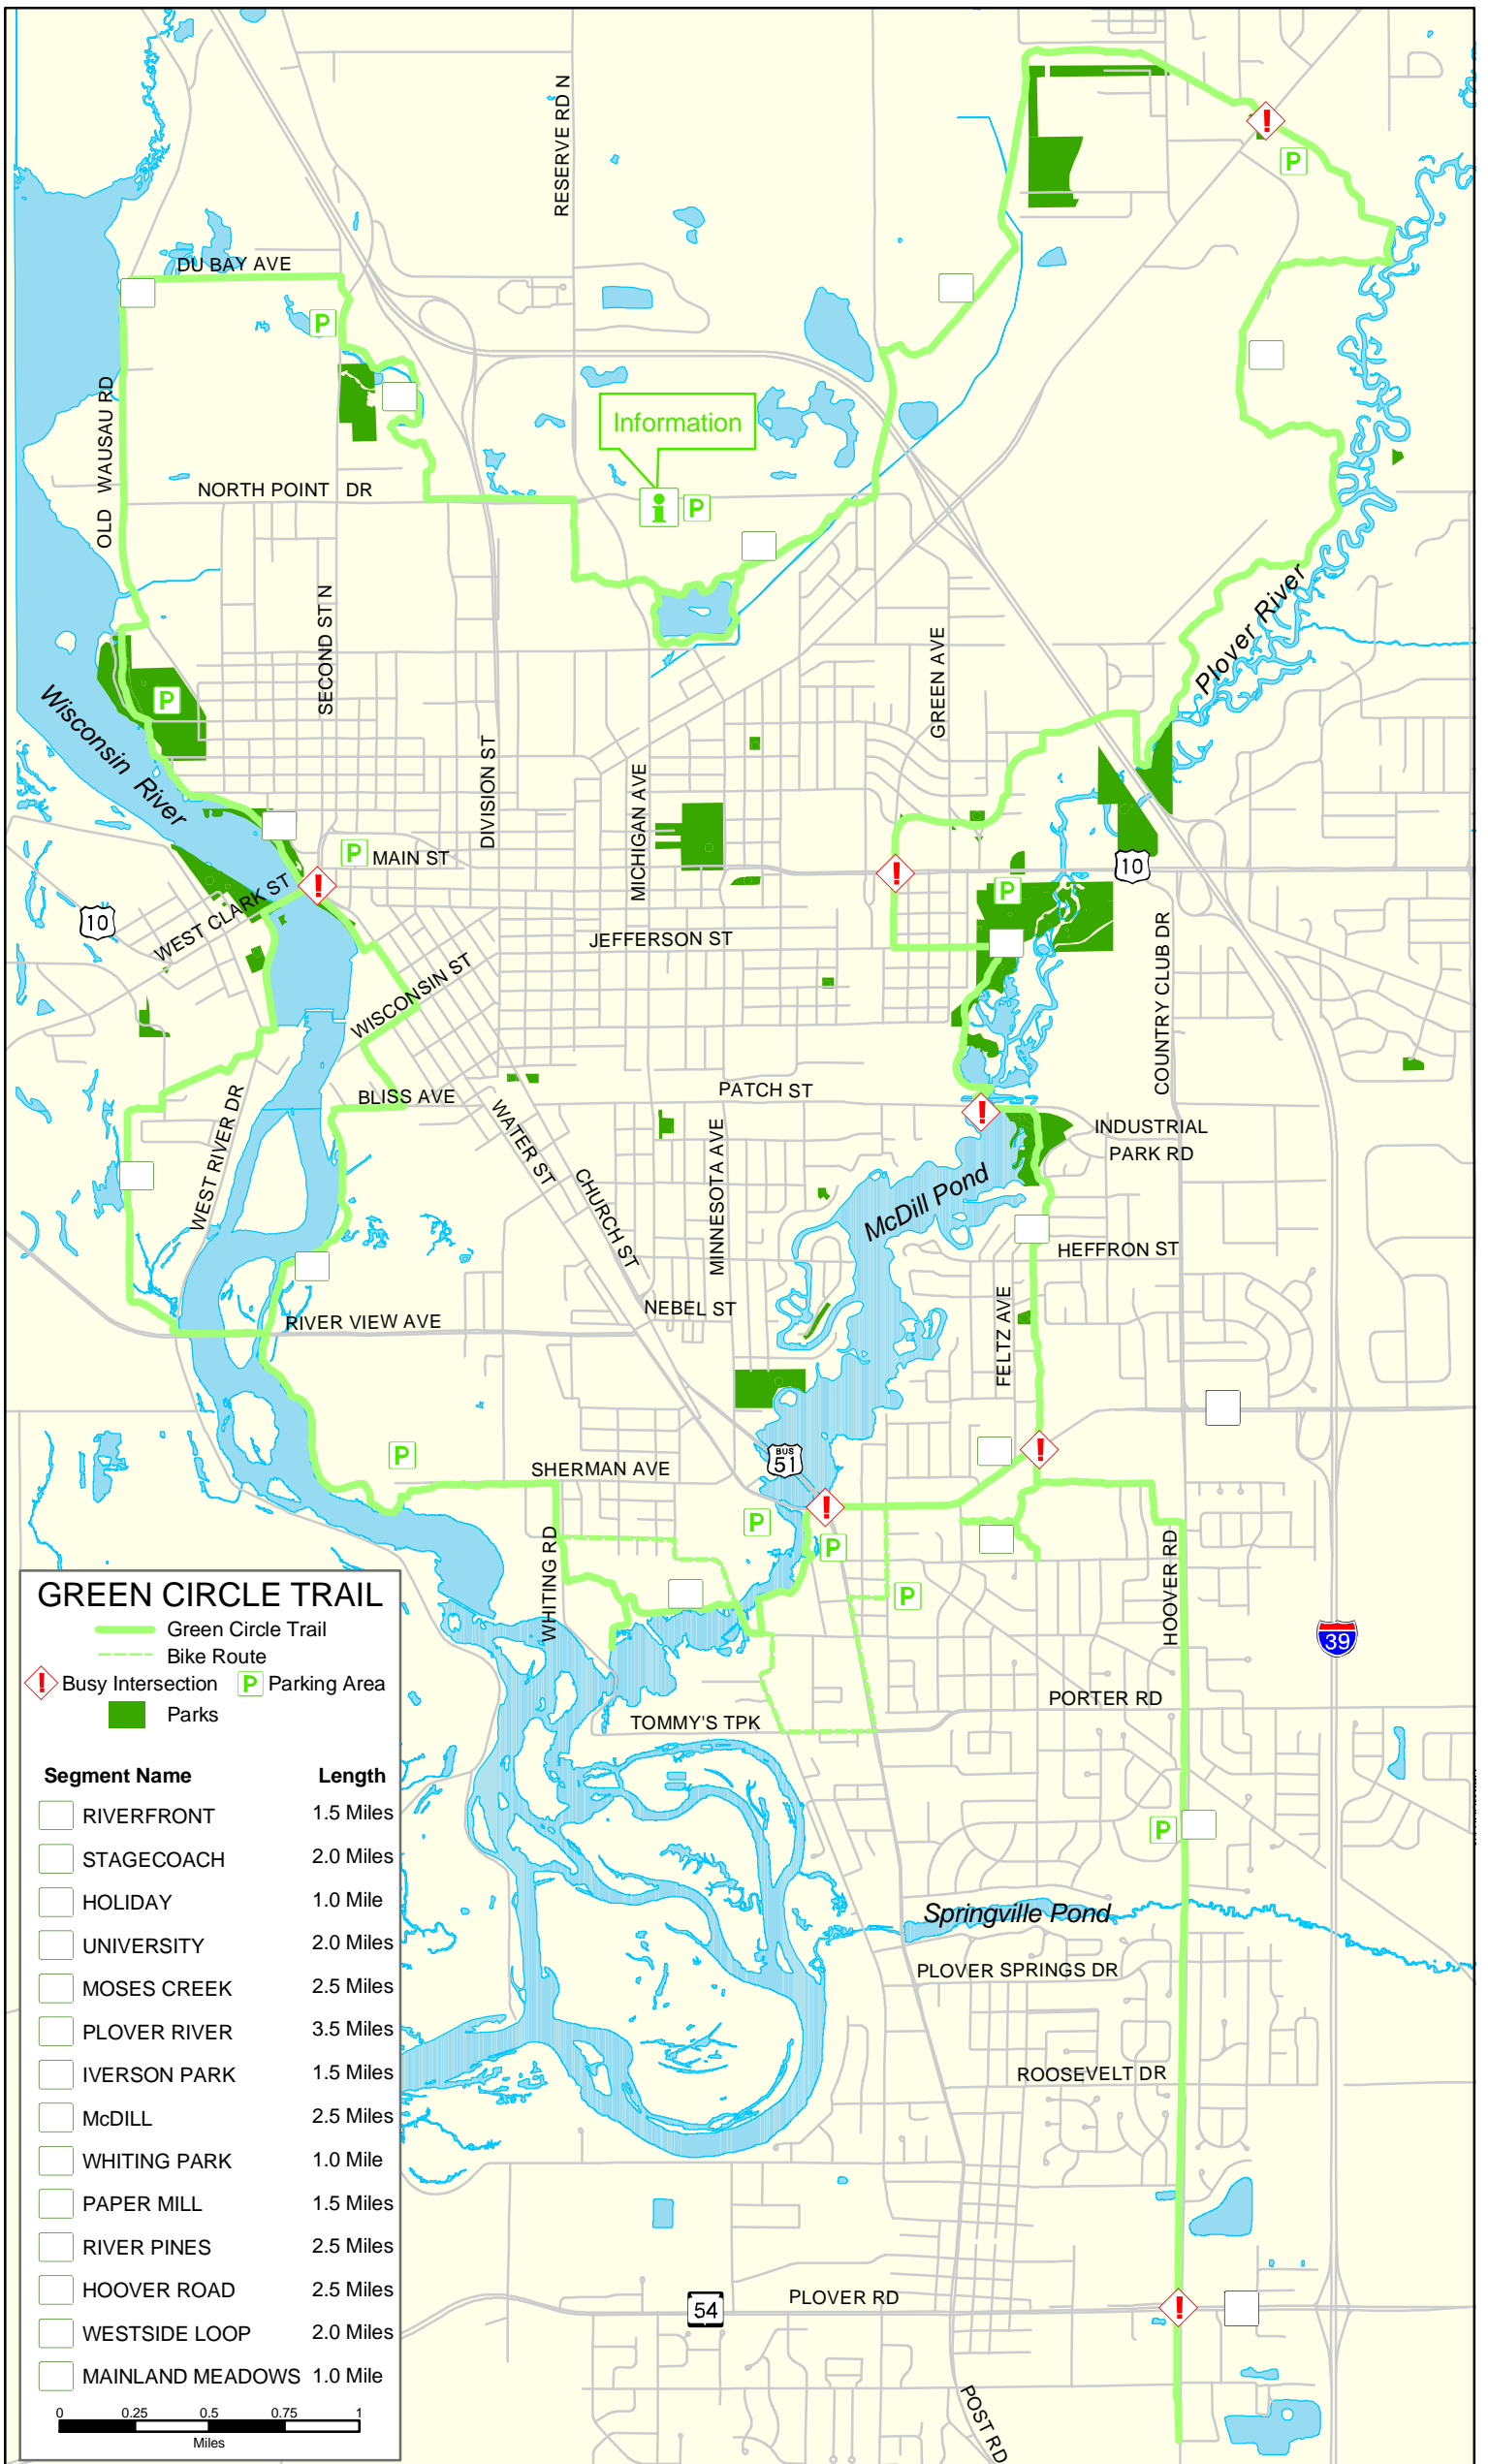 RESERVE RD N
!
P
DU BAY AVE
P
OLD WAUSAU RD
Information
i
P
NORTH POINT DR
SECOND ST N
GREEN AVE
Plover River
P
Wisconsin River
DIVISION ST
MICHIGAN AVE
P
MAIN ST
!
!
10
P
WEST CLARK ST
10
JEFFERSON ST
WISCONSIN ST
COUNTRY CLUB DR
BLISS AVE
PATCH ST
!
INDUSTRIAL
PARK RD
WEST RIVER DR
WATER ST
CHURCH ST
MINNESOTA AVE
McDill Pond
HEFFRON ST
NEBEL ST
RIVER VIEW AVE
FELTZ AVE
P
SHERMAN AVE
BUS
51
!
!
P
P
WHITING RD
HOOVER RD
P
39
PORTER RD
TOMMY'S TPK
P
Springville Pond
PLOVER SPRINGS DR
ROOSEVELT DR
54
PLOVER RD
!
POST RD
GREEN CIRCLE TRAIL
Green Circle Trail
Bike Route
! Busy Intersection P Parking Area
Parks
Segment Name Length
RIVERFRONT 1.5 Miles
STAGECOACH 2.0 Miles
HOLIDAY 1.0 Mile
UNIVERSITY 2.0 Miles
MOSES CREEK 2.5 Miles
PLOVER RIVER 3.5 Miles
IVERSON PARK 1.5 Miles
McDILL 2.5 Miles
WHITING PARK 1.0 Mile
PAPER MILL 1.5 Miles
RIVER PINES 2.5 Miles
HOOVER ROAD 2.5 Miles
WESTSIDE LOOP 2.0 Miles
MAINLAND MEADOWS 1.0 Mile
0 0.25 0.5 0.75 1
Miles